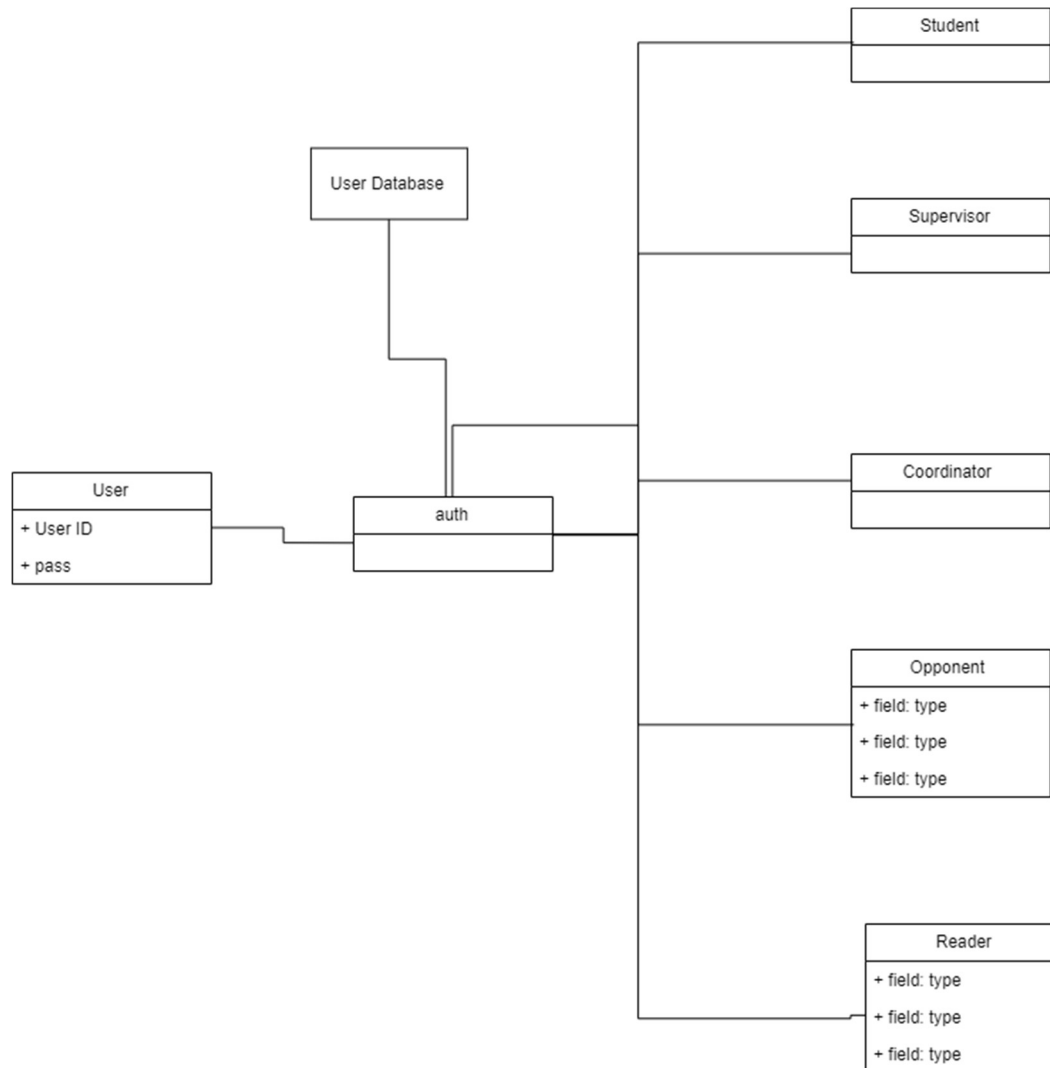 Student
User Database
Supervisor
User
+ User ID
+ pass
auth
Coordinator
Opponent
+ field: type
+ field: type
+ field: type
Reader
+ field: type
+ field: type
+ field: type